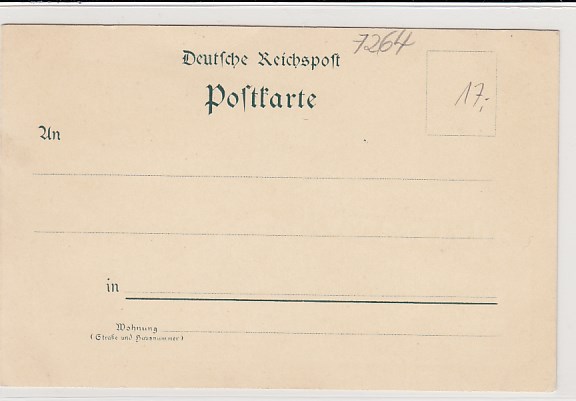 7264
Deutſche Reichspoſt
Poſtkarte
17,-
An
in
Wohnung
(Straße und Hausnummer)